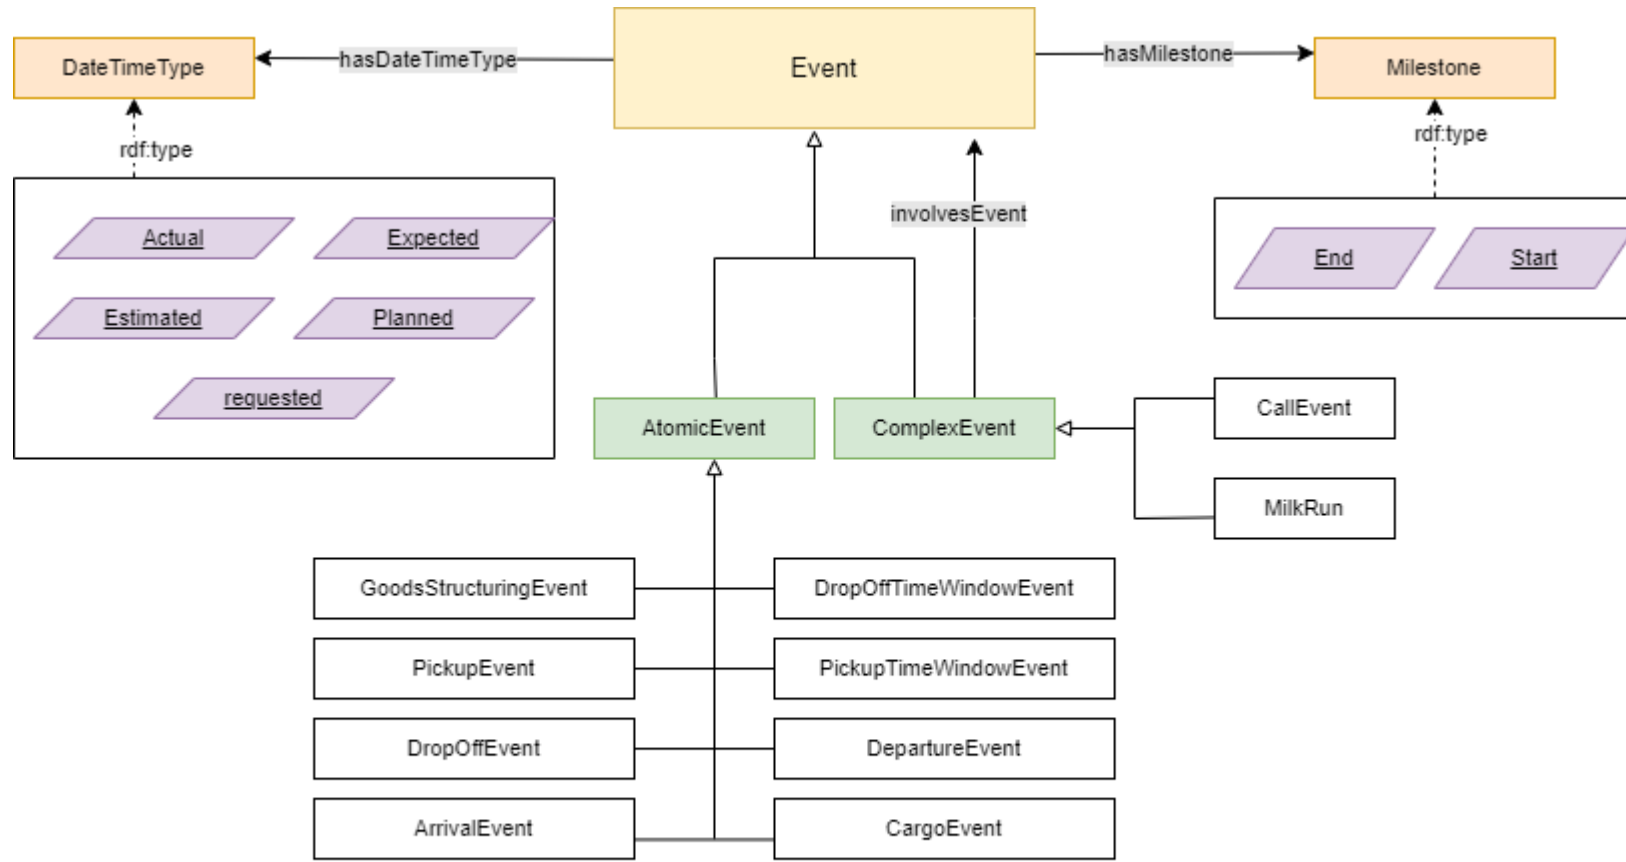 Event
DateTimeType
hasDateTimeType
hasMilestone
Milestone
rdf:type
rdf:type
Actual
Expected
involvesEvent
End
Start
Estimated
Planned
requested
AtomicEvent
ComplexEvent
CallEvent
MilkRun
GoodsStructuringEvent
DropOffTimeWindowEvent
PickupEvent
PickupTimeWindowEvent
DropOffEvent
DepartureEvent
ArrivalEvent
CargoEvent